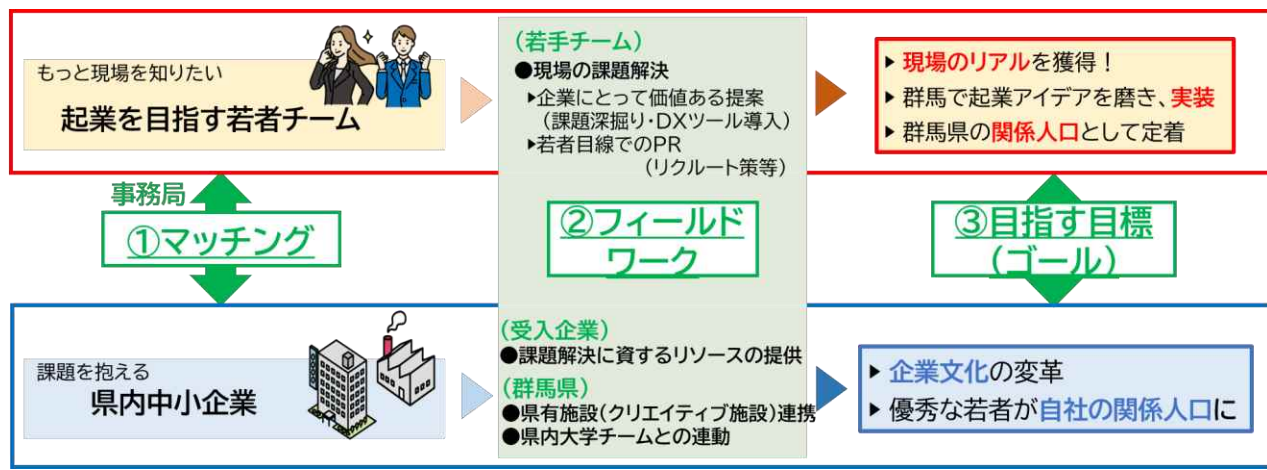 もっと現場を知りたい
起業を目指す若者チーム
(若手チーム)
●現場の課題解決
▶企業にとって価値ある提案
(課題深掘り・DXツール導入)
▶若者目線でのPR
(リクルート策等)
▶ 現場のリアルを獲得！
▶ 群馬で起業アイデアを磨き、実装
▶ 群馬県の関係人口として定着
事務局
①マッチング
②フィールド
ワーク
③目指す目標
(ゴール)
課題を抱える
県内中小企業
(受入企業)
●課題解決に資するリソースの提供
(群馬県)
●県有施設(クリエイティブ施設)連携
●県内大学チームとの連動
▶ 企業文化の変革
▶ 優秀な若者が自社の関係人口に